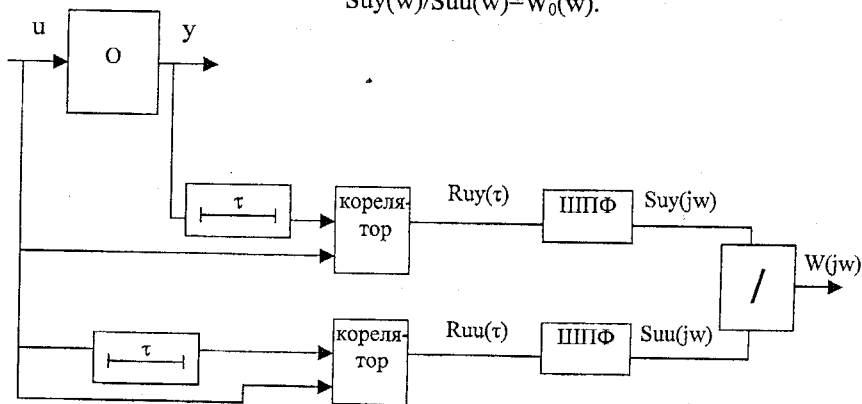 Suy(w)/Suu(w)=W₀(w).
u
y
О
τ
кореля-
тор
Ruy(τ)
ШПФ
Suy(jw)
/
W(jw)
τ
кореля-
тор
Ruu(τ)
ШПФ
Suu(jw)